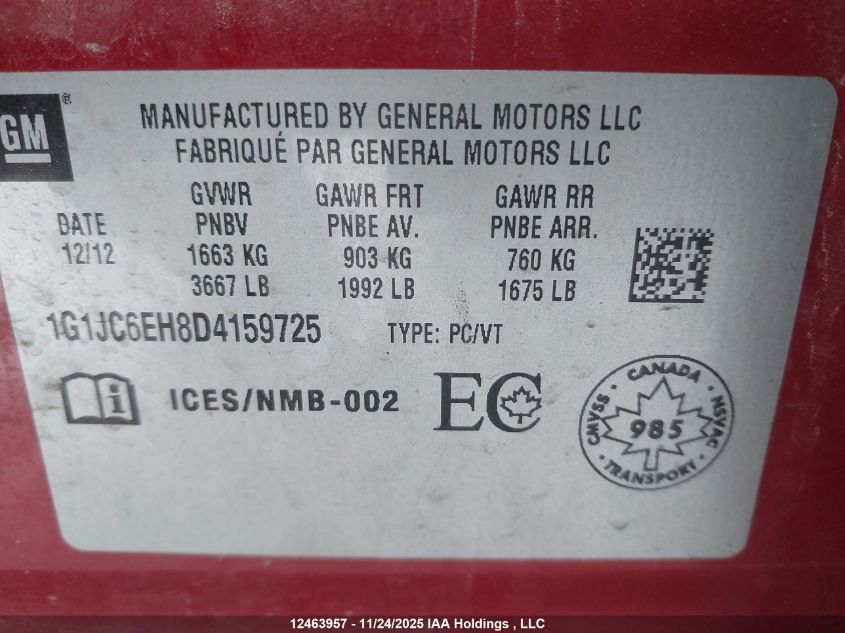 GM ®
MANUFACTURED BY GENERAL MOTORS LLC
FABRIQUÉ PAR GENERAL MOTORS LLC
GVWR GAWR FRT GAWR RR
DATE PNBV PNBE AV. PNBE ARR.
12/12 1663 KG 903 KG 760 KG
3667 LB 1992 LB 1675 LB
1G1JC6EH8D4159725 TYPE: PC/VT
i ICES/NMB-002 EC
CANADA
CMVSS · 985 · NSVAC
TRANSPORT
12463957 - 11/24/2025 IAA Holdings , LLC